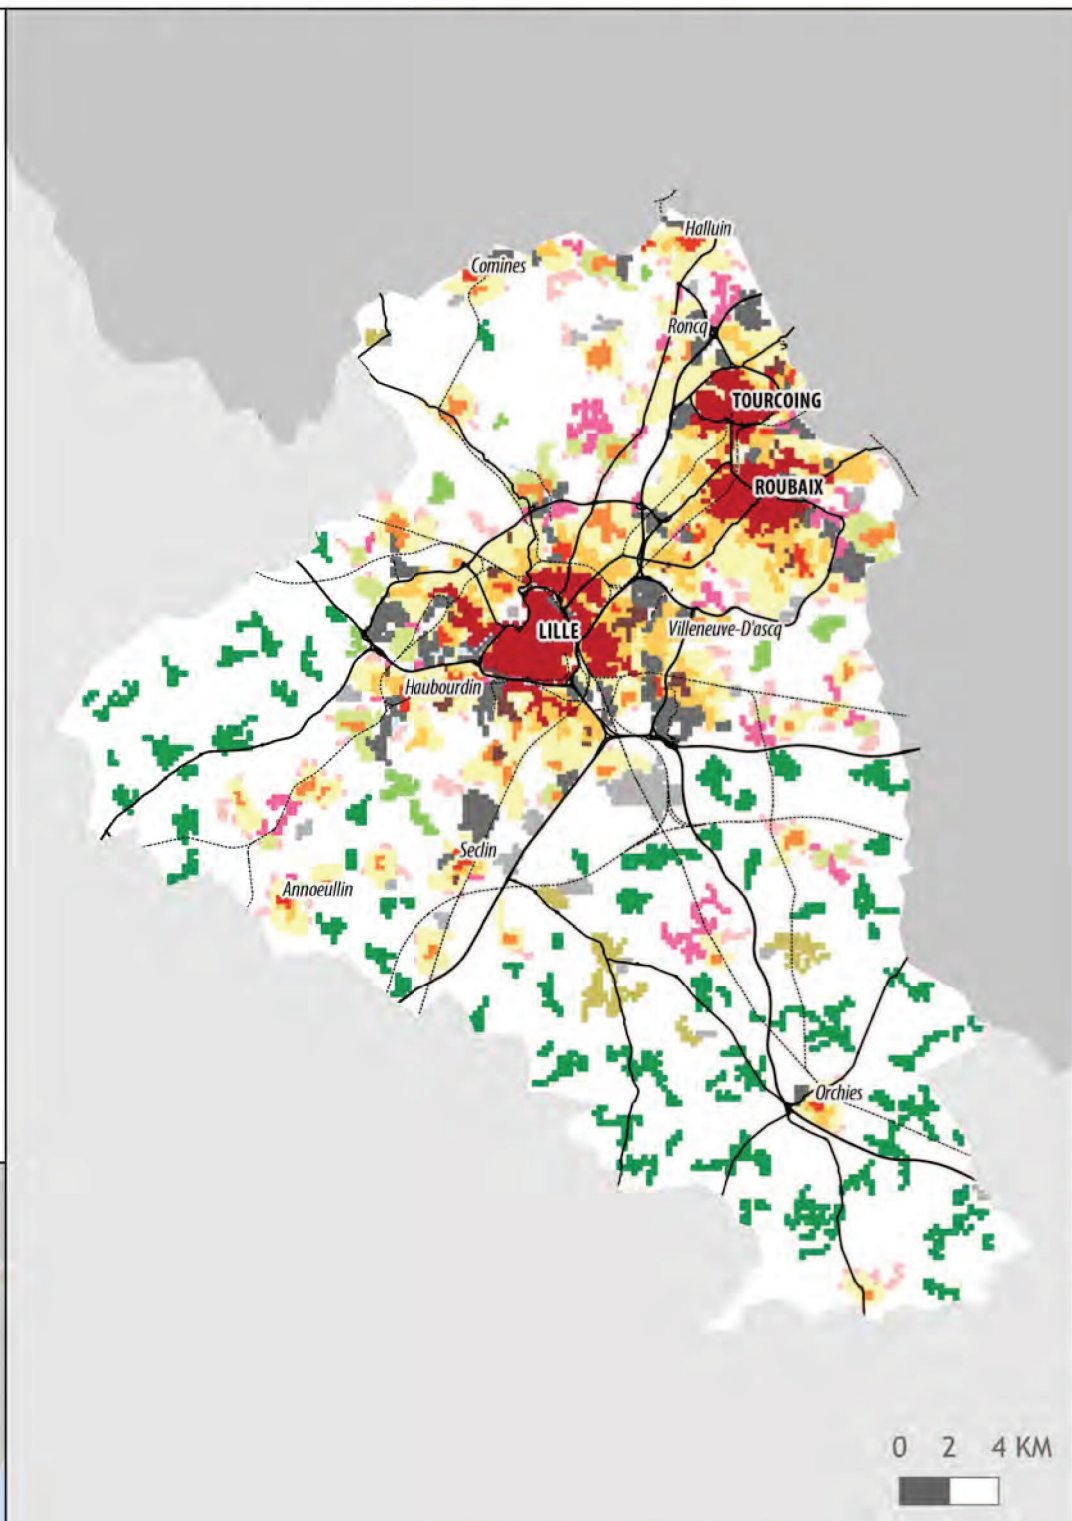 Halluin
Comines
Roncq
TOURCOING
ROUBAIX
LILLE
Villeneuve-D'ascq
Haubourdin
Seclin
Annoeullin
Orchies
0 2 4 KM